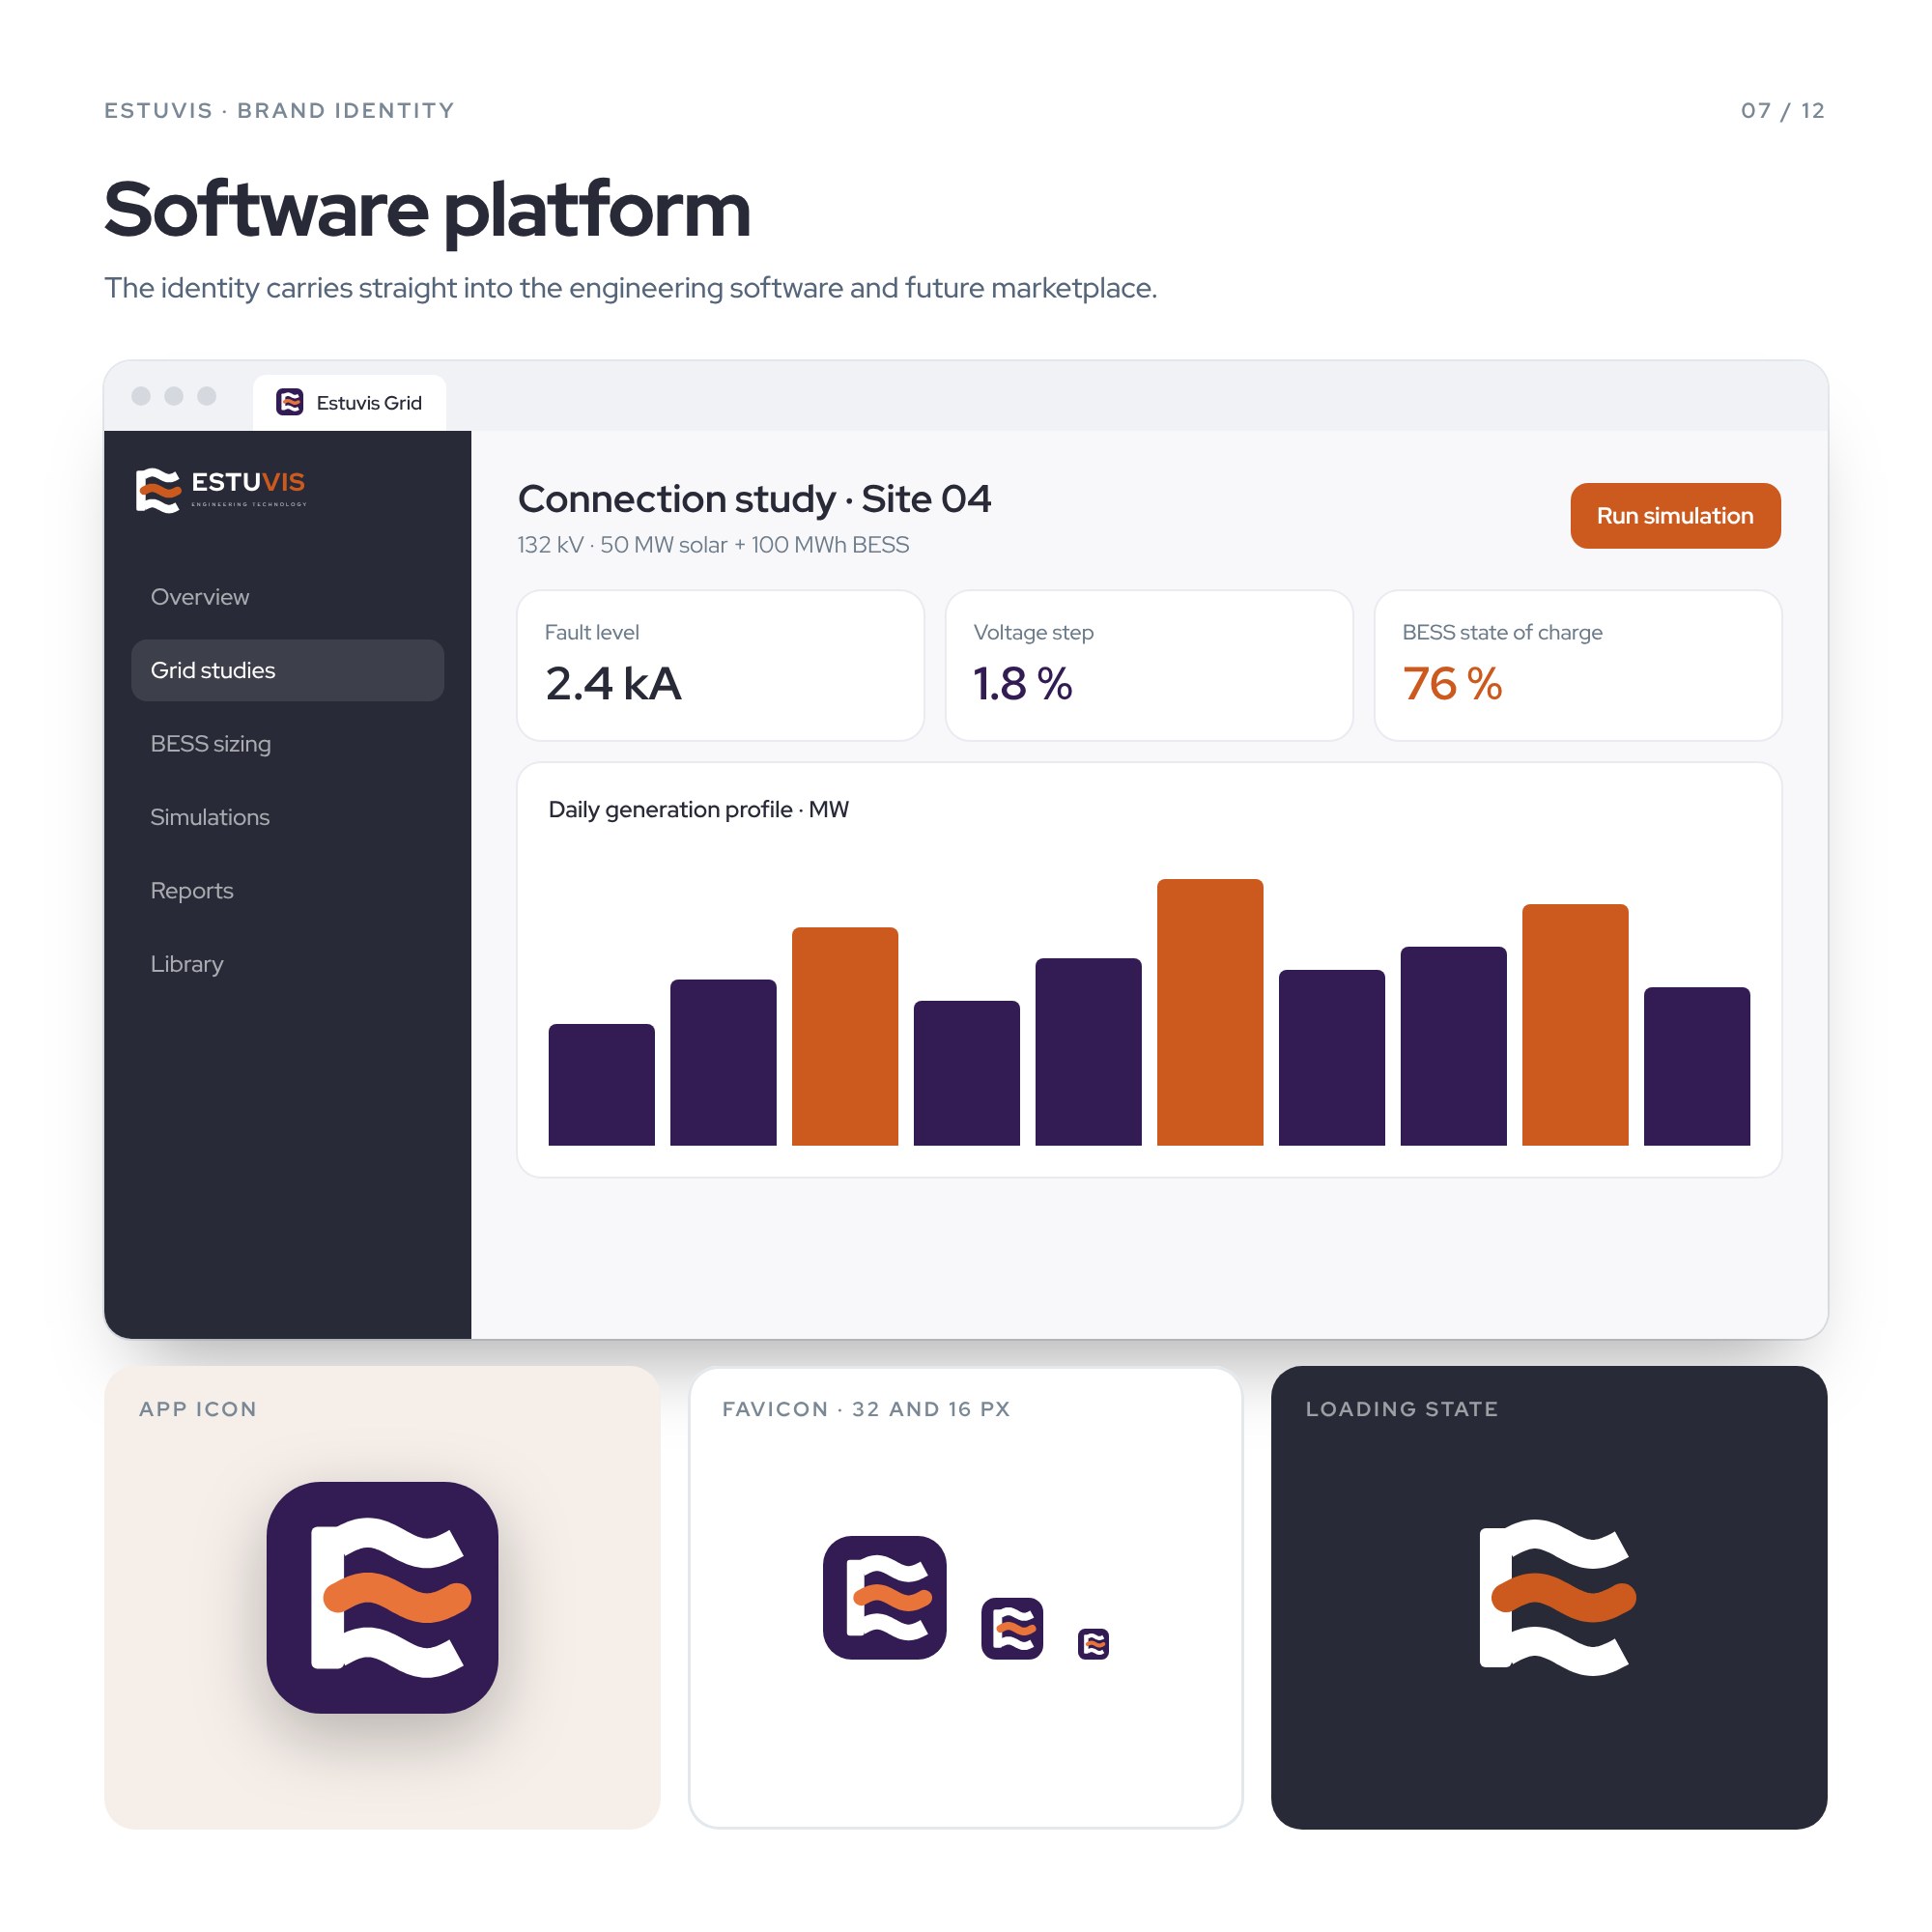 ESTUVIS · BRAND IDENTITY
07 / 12
Software platform
The identity carries straight into the engineering software and future marketplace.
Estuvis Grid
ESTUVIS
ENGINEERING TECHNOLOGY
Overview
Grid studies
BESS sizing
Simulations
Reports
Library
Connection study · Site 04
132 kV · 50 MW solar + 100 MWh BESS
Run simulation
Fault level
2.4 kA
Voltage step
1.8 %
BESS state of charge
76 %
Daily generation profile · MW
APP ICON
FAVICON · 32 AND 16 PX
LOADING STATE